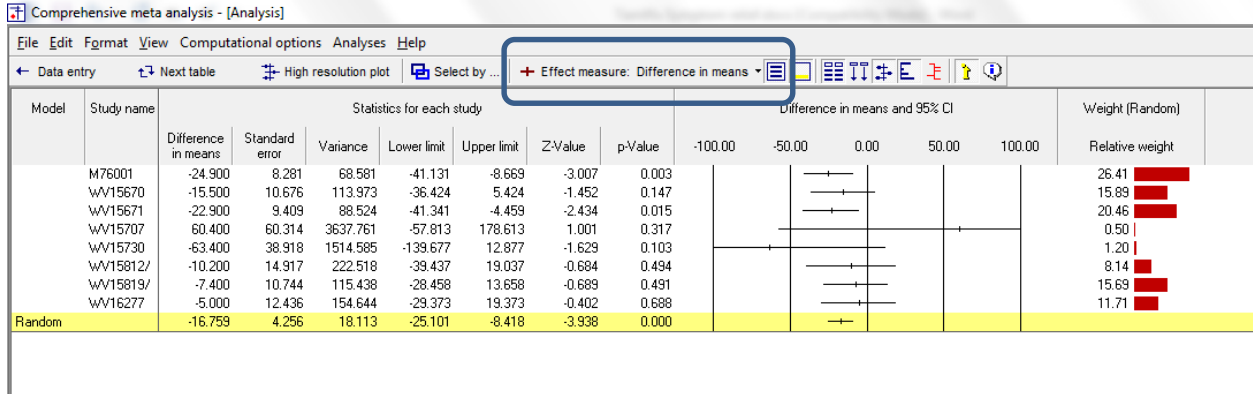 Comprehensive meta analysis - [Analysis]
File Edit Format View Computational options Analyses Help
← Data entry Next table High resolution plot Select by ... + Effect measure: Difference in means
Model Study name Statistics for each study Difference in means and 95% CI Weight (Random)
Difference in means Standard error Variance Lower limit Upper limit Z-Value p-Value -100.00 -50.00 0.00 50.00 100.00 Relative weight
M76001 -24.900 8.281 68.581 -41.131 -8.669 -3.007 0.003 26.41
WV15670 -15.500 10.676 113.973 -36.424 5.424 -1.452 0.147 15.89
WV15671 -22.900 9.409 88.524 -41.341 -4.459 -2.434 0.015 20.46
WV15707 60.400 60.314 3637.761 -57.813 178.613 1.001 0.317 0.50
WV15730 -63.400 38.918 1514.585 -139.677 12.877 -1.629 0.103 1.20
WV15812/ -10.200 14.917 222.518 -39.437 19.037 -0.684 0.494 8.14
WV15819/ -7.400 10.744 115.438 -28.458 13.658 -0.689 0.491 15.69
WV16277 -5.000 12.436 154.644 -29.373 19.373 -0.402 0.688 11.71
Random -16.759 4.256 18.113 -25.101 -8.418 -3.938 0.000